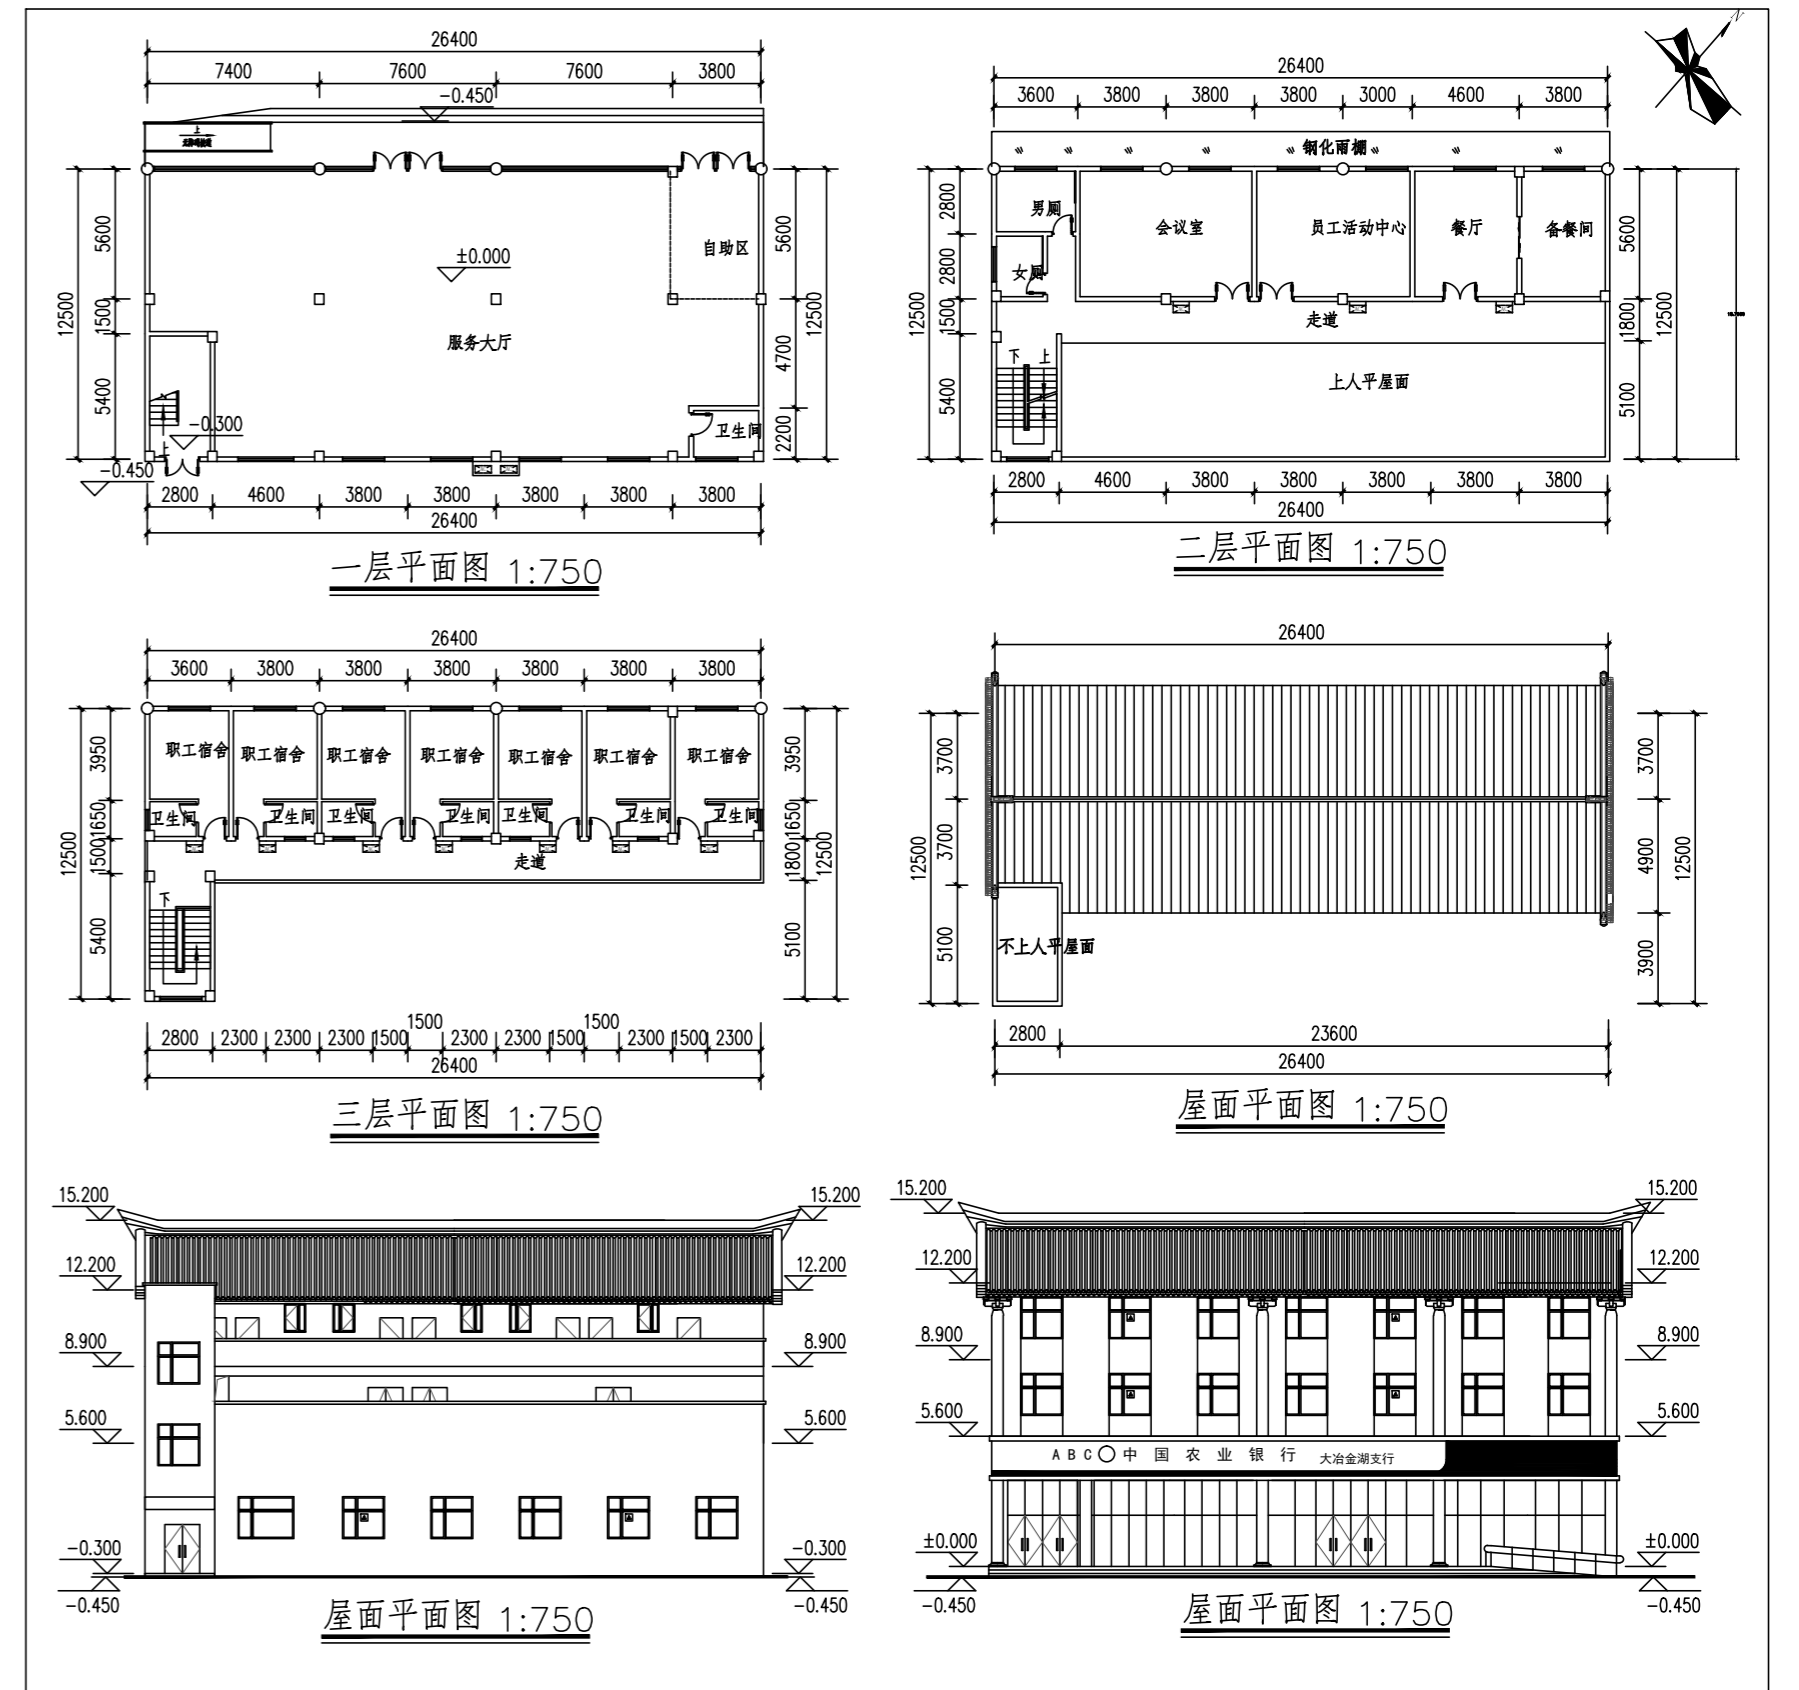 26400
7400 7600 7600 3800
-0.450
上
12500
5600 1500 5400
±0.000
自助区
服务大厅
卫生间
5600 4700 2200
12500
-0.300
上
-0.450
2800 4600 3800 3800 3800 3800 3800
26400
一层平面图 1:750
N
26400
3600 3800 3800 3800 3000 4600 3800
钢化雨棚
12500
2800 2800 1500 5400
男厕
女厕
会议室
员工活动中心
餐厅
备餐间
走道
下 上
上人平屋面
5600 1800 5100
12500
2800 4600 3800 3800 3800 3800 3800
26400
二层平面图 1:750
26400
3600 3800 3800 3800 3800 3800 3800
12500
3950 1650 1500 5400
职工宿舍 职工宿舍 职工宿舍 职工宿舍 职工宿舍 职工宿舍 职工宿舍
卫生间 卫生间 卫生间 卫生间 卫生间 卫生间 卫生间
走道
下
3950 1650 1800 5100
12500
1500 1500
2800 2300 2300 2300 1500 2300 2300 1500 2300 1500 2300
26400
三层平面图 1:750
26400
12500
3700 3700 5100
不上人平屋面
3700 4900 3900
12500
2800 23600
26400
屋面平面图 1:750
15.200 15.200
12.200 12.200
8.900 8.900
5.600 5.600
-0.300 -0.300
-0.450 -0.450
屋面平面图 1:750
15.200 15.200
12.200 12.200
8.900 8.900
5.600 5.600
ABC 中国农业银行 大冶金湖支行
±0.000 ±0.000
-0.450 -0.450
屋面平面图 1:750